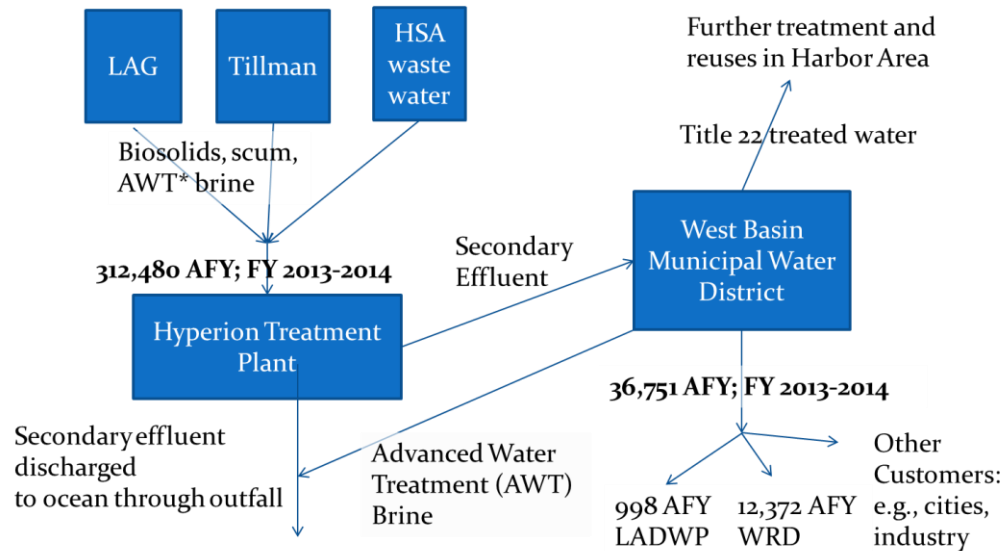 LAG
Tillman
HSA
waste
water
Further treatment and
reuses in Harbor Area
Title 22 treated water
Biosolids, scum,
AWT* brine
312,480 AFY; FY 2013-2014
Secondary
Effluent
West Basin
Municipal Water
District
Hyperion Treatment
Plant
36,751 AFY; FY 2013-2014
Secondary effluent
discharged
to ocean through outfall
Advanced Water
Treatment (AWT)
Brine
998 AFY
LADWP
12,372 AFY
WRD
Other
Customers:
e.g., cities,
industry